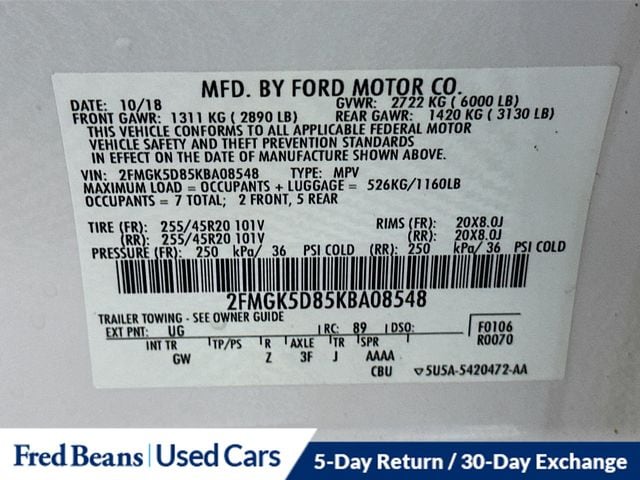 MFD. BY FORD MOTOR CO.
DATE: 10/18 GVWR: 2722 KG ( 6000 LB)
FRONT GAWR: 1311 KG ( 2890 LB) REAR GAWR: 1420 KG ( 3130 LB)
THIS VEHICLE CONFORMS TO ALL APPLICABLE FEDERAL MOTOR
VEHICLE SAFETY AND THEFT PREVENTION STANDARDS
IN EFFECT ON THE DATE OF MANUFACTURE SHOWN ABOVE.
VIN: 2FMGK5D85KBA08548 TYPE: MPV
MAXIMUM LOAD = OCCUPANTS + LUGGAGE = 526KG/1160LB
OCCUPANTS = 7 TOTAL; 2 FRONT, 5 REAR
TIRE (FR): 255/45R20 101V RIMS (FR): 20X8.0J
(RR): 255/45R20 101V (RR): 20X8.0J
PRESSURE (FR): 250 kPa/ 36 PSI COLD (RR): 250 kPa/ 36 PSI COLD
2FMGK5D85KBA08548
TRAILER TOWING - SEE OWNER GUIDE
EXT PNT: UG RC: 89 DSO: F0106
INT TR TP/PS R AXLE TR SPR R0070
GW Z 3F J AAAA
CBU 5U5A-5420472-AA
Fred Beans | Used Cars 5-Day Return / 30-Day Exchange